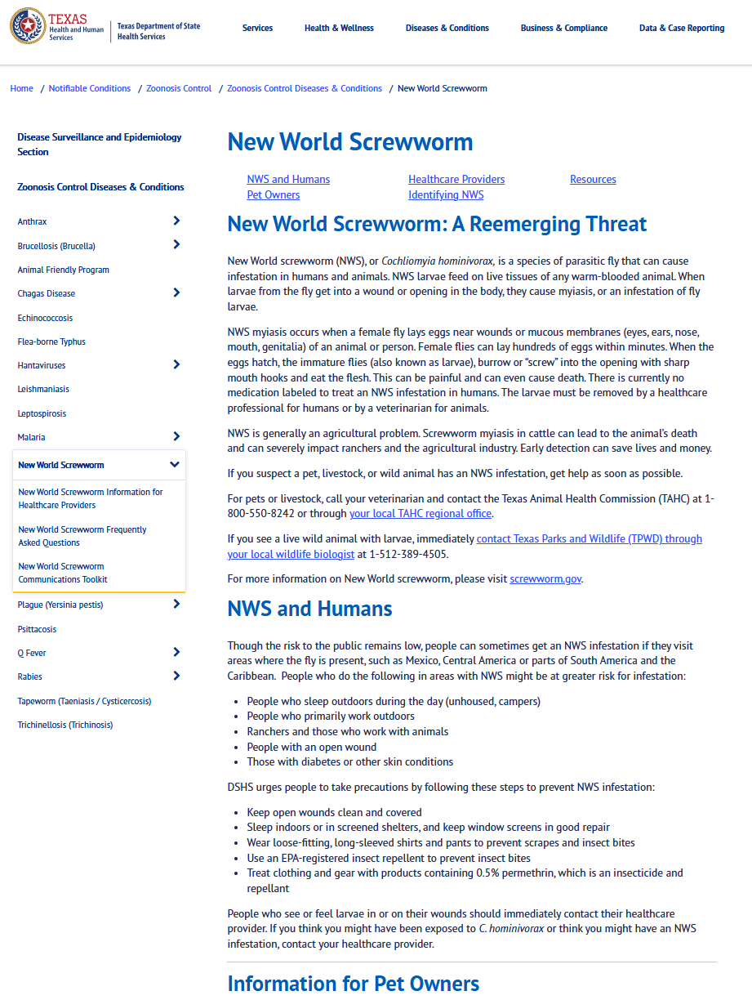 TEXAS
Health and Human
Services
Texas Department of State
Health Services
Services
Health & Wellness
Diseases & Conditions
Business & Compliance
Data & Case Reporting
Home / Notifiable Conditions / Zoonosis Control / Zoonosis Control Diseases & Conditions / New World Screwworm
Disease Surveillance and Epidemiology
Section
Zoonosis Control Diseases & Conditions
Anthrax
Brucellosis (Brucella)
Animal Friendly Program
Chagas Disease
Echinococcosis
Flea-borne Typhus
Hantaviruses
Leishmaniasis
Leptospirosis
Malaria
New World Screwworm
New World Screwworm Information for
Healthcare Providers
New World Screwworm Frequently
Asked Questions
New World Screwworm
Communications Toolkit
Plague (Yersinia pestis)
Psittacosis
Q Fever
Rabies
Tapeworm (Taeniasis / Cysticercosis)
Trichinellosis (Trichinosis)
New World Screwworm
NWS and Humans
Pet Owners
Healthcare Providers
Identifying NWS
Resources
New World Screwworm: A Reemerging Threat
New World screwworm (NWS), or Cochliomyia hominivorax, is a species of parasitic fly that can cause
infestation in humans and animals. NWS larvae feed on live tissues of any warm-blooded animal. When
larvae from the fly get into a wound or opening in the body, they cause myiasis, or an infestation of fly
larvae.
NWS myiasis occurs when a female fly lays eggs near wounds or mucous membranes (eyes, ears, nose,
mouth, genitalia) of an animal or person. Female flies can lay hundreds of eggs within minutes. When the
eggs hatch, the immature flies (also known as larvae), burrow or “screw” into the opening with sharp
mouth hooks and eat the flesh. This can be painful and can even cause death. There is currently no
medication labeled to treat an NWS infestation in humans. The larvae must be removed by a healthcare
professional for humans or by a veterinarian for animals.
NWS is generally an agricultural problem. Screwworm myiasis in cattle can lead to the animal’s death
and can severely impact ranchers and the agricultural industry. Early detection can save lives and money.
If you suspect a pet, livestock, or wild animal has an NWS infestation, get help as soon as possible.
For pets or livestock, call your veterinarian and contact the Texas Animal Health Commission (TAHC) at 1-
800-550-8242 or through your local TAHC regional office.
If you see a live wild animal with larvae, immediately contact Texas Parks and Wildlife (TPWD) through
your local wildlife biologist at 1-512-389-4505.
For more information on New World screwworm, please visit screwworm.gov.
NWS and Humans
Though the risk to the public remains low, people can sometimes get an NWS infestation if they visit
areas where the fly is present, such as Mexico, Central America or parts of South America and the
Caribbean. People who do the following in areas with NWS might be at greater risk for infestation:
• People who sleep outdoors during the day (unhoused, campers)
• People who primarily work outdoors
• Ranchers and those who work with animals
• People with an open wound
• Those with diabetes or other skin conditions
DSHS urges people to take precautions by following these steps to prevent NWS infestation:
• Keep open wounds clean and covered
• Sleep indoors or in screened shelters, and keep window screens in good repair
• Wear loose-fitting, long-sleeved shirts and pants to prevent scrapes and insect bites
• Use an EPA-registered insect repellent to prevent insect bites
• Treat clothing and gear with products containing 0.5% permethrin, which is an insecticide and
repellant
People who see or feel larvae in or on their wounds should immediately contact their healthcare
provider. If you think you might have been exposed to C. hominivorax or think you might have an NWS
infestation, contact your healthcare provider.
Information for Pet Owners